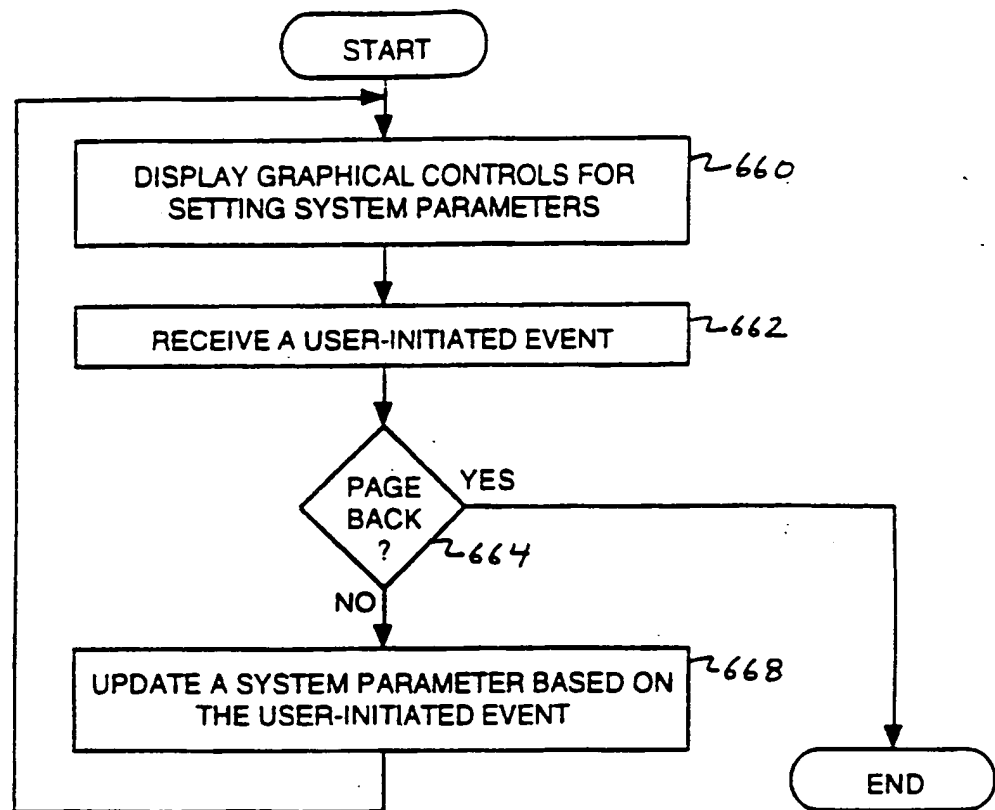 START
DISPLAY GRAPHICAL CONTROLS FOR
SETTING SYSTEM PARAMETERS
660
RECEIVE A USER-INITIATED EVENT
662
PAGE
BACK
?
YES
664
NO
UPDATE A SYSTEM PARAMETER BASED ON
THE USER-INITIATED EVENT
668
END